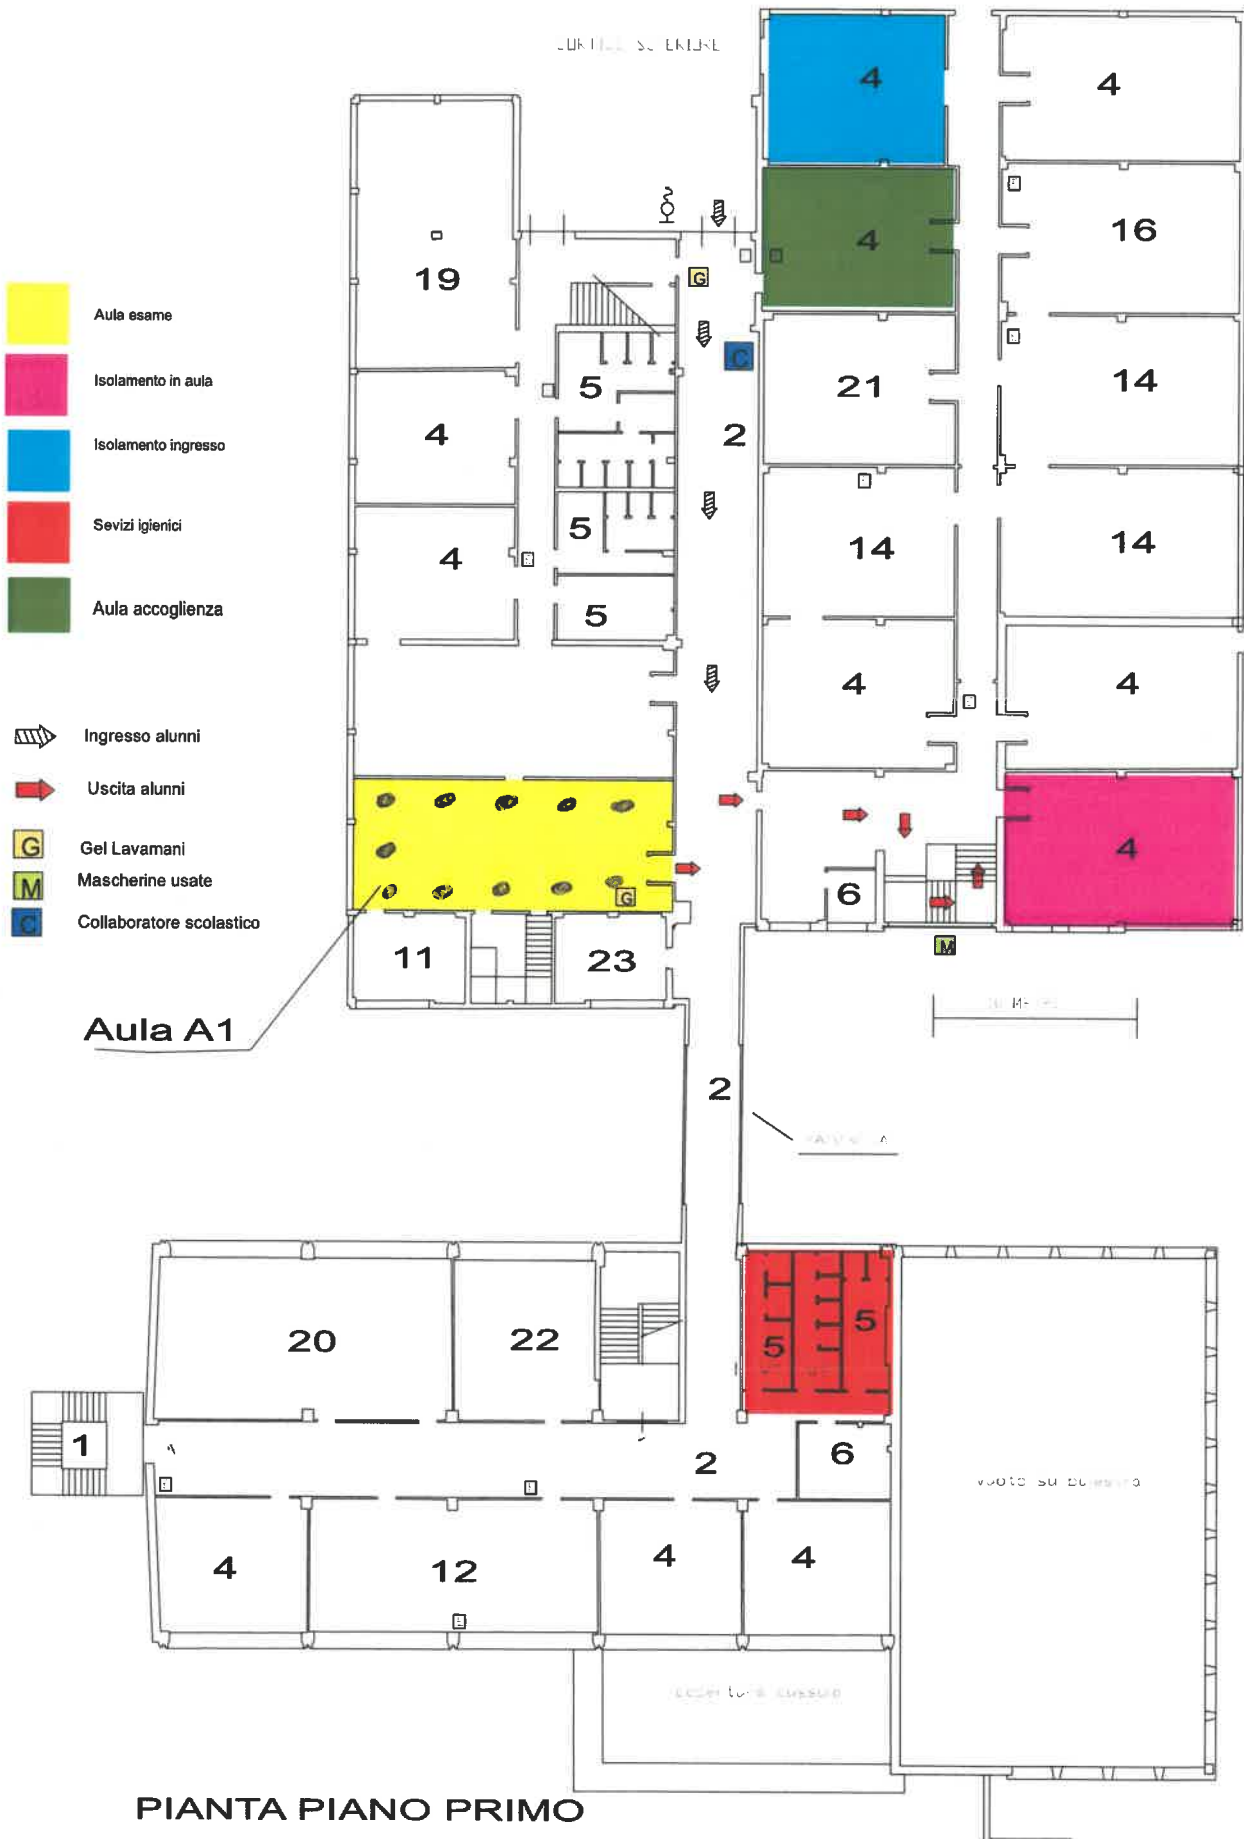 4
4
4
16
19
G
Aula esame
C
Isolamento in aula
5
21
14
2
4
Isolamento ingresso
Sevizi igienici
5
14
14
4
Aula accoglienza
5
4
4
Ingresso alunni
Uscita alunni
G Gel Lavamani
M Mascherine usate
C Collaboratore scolastico
4
6
G
M
11
23
Aula A1
2
20
22
5
5
1
2
6
vuoto su palestra
4
12
4
4
PIANTA PIANO PRIMO